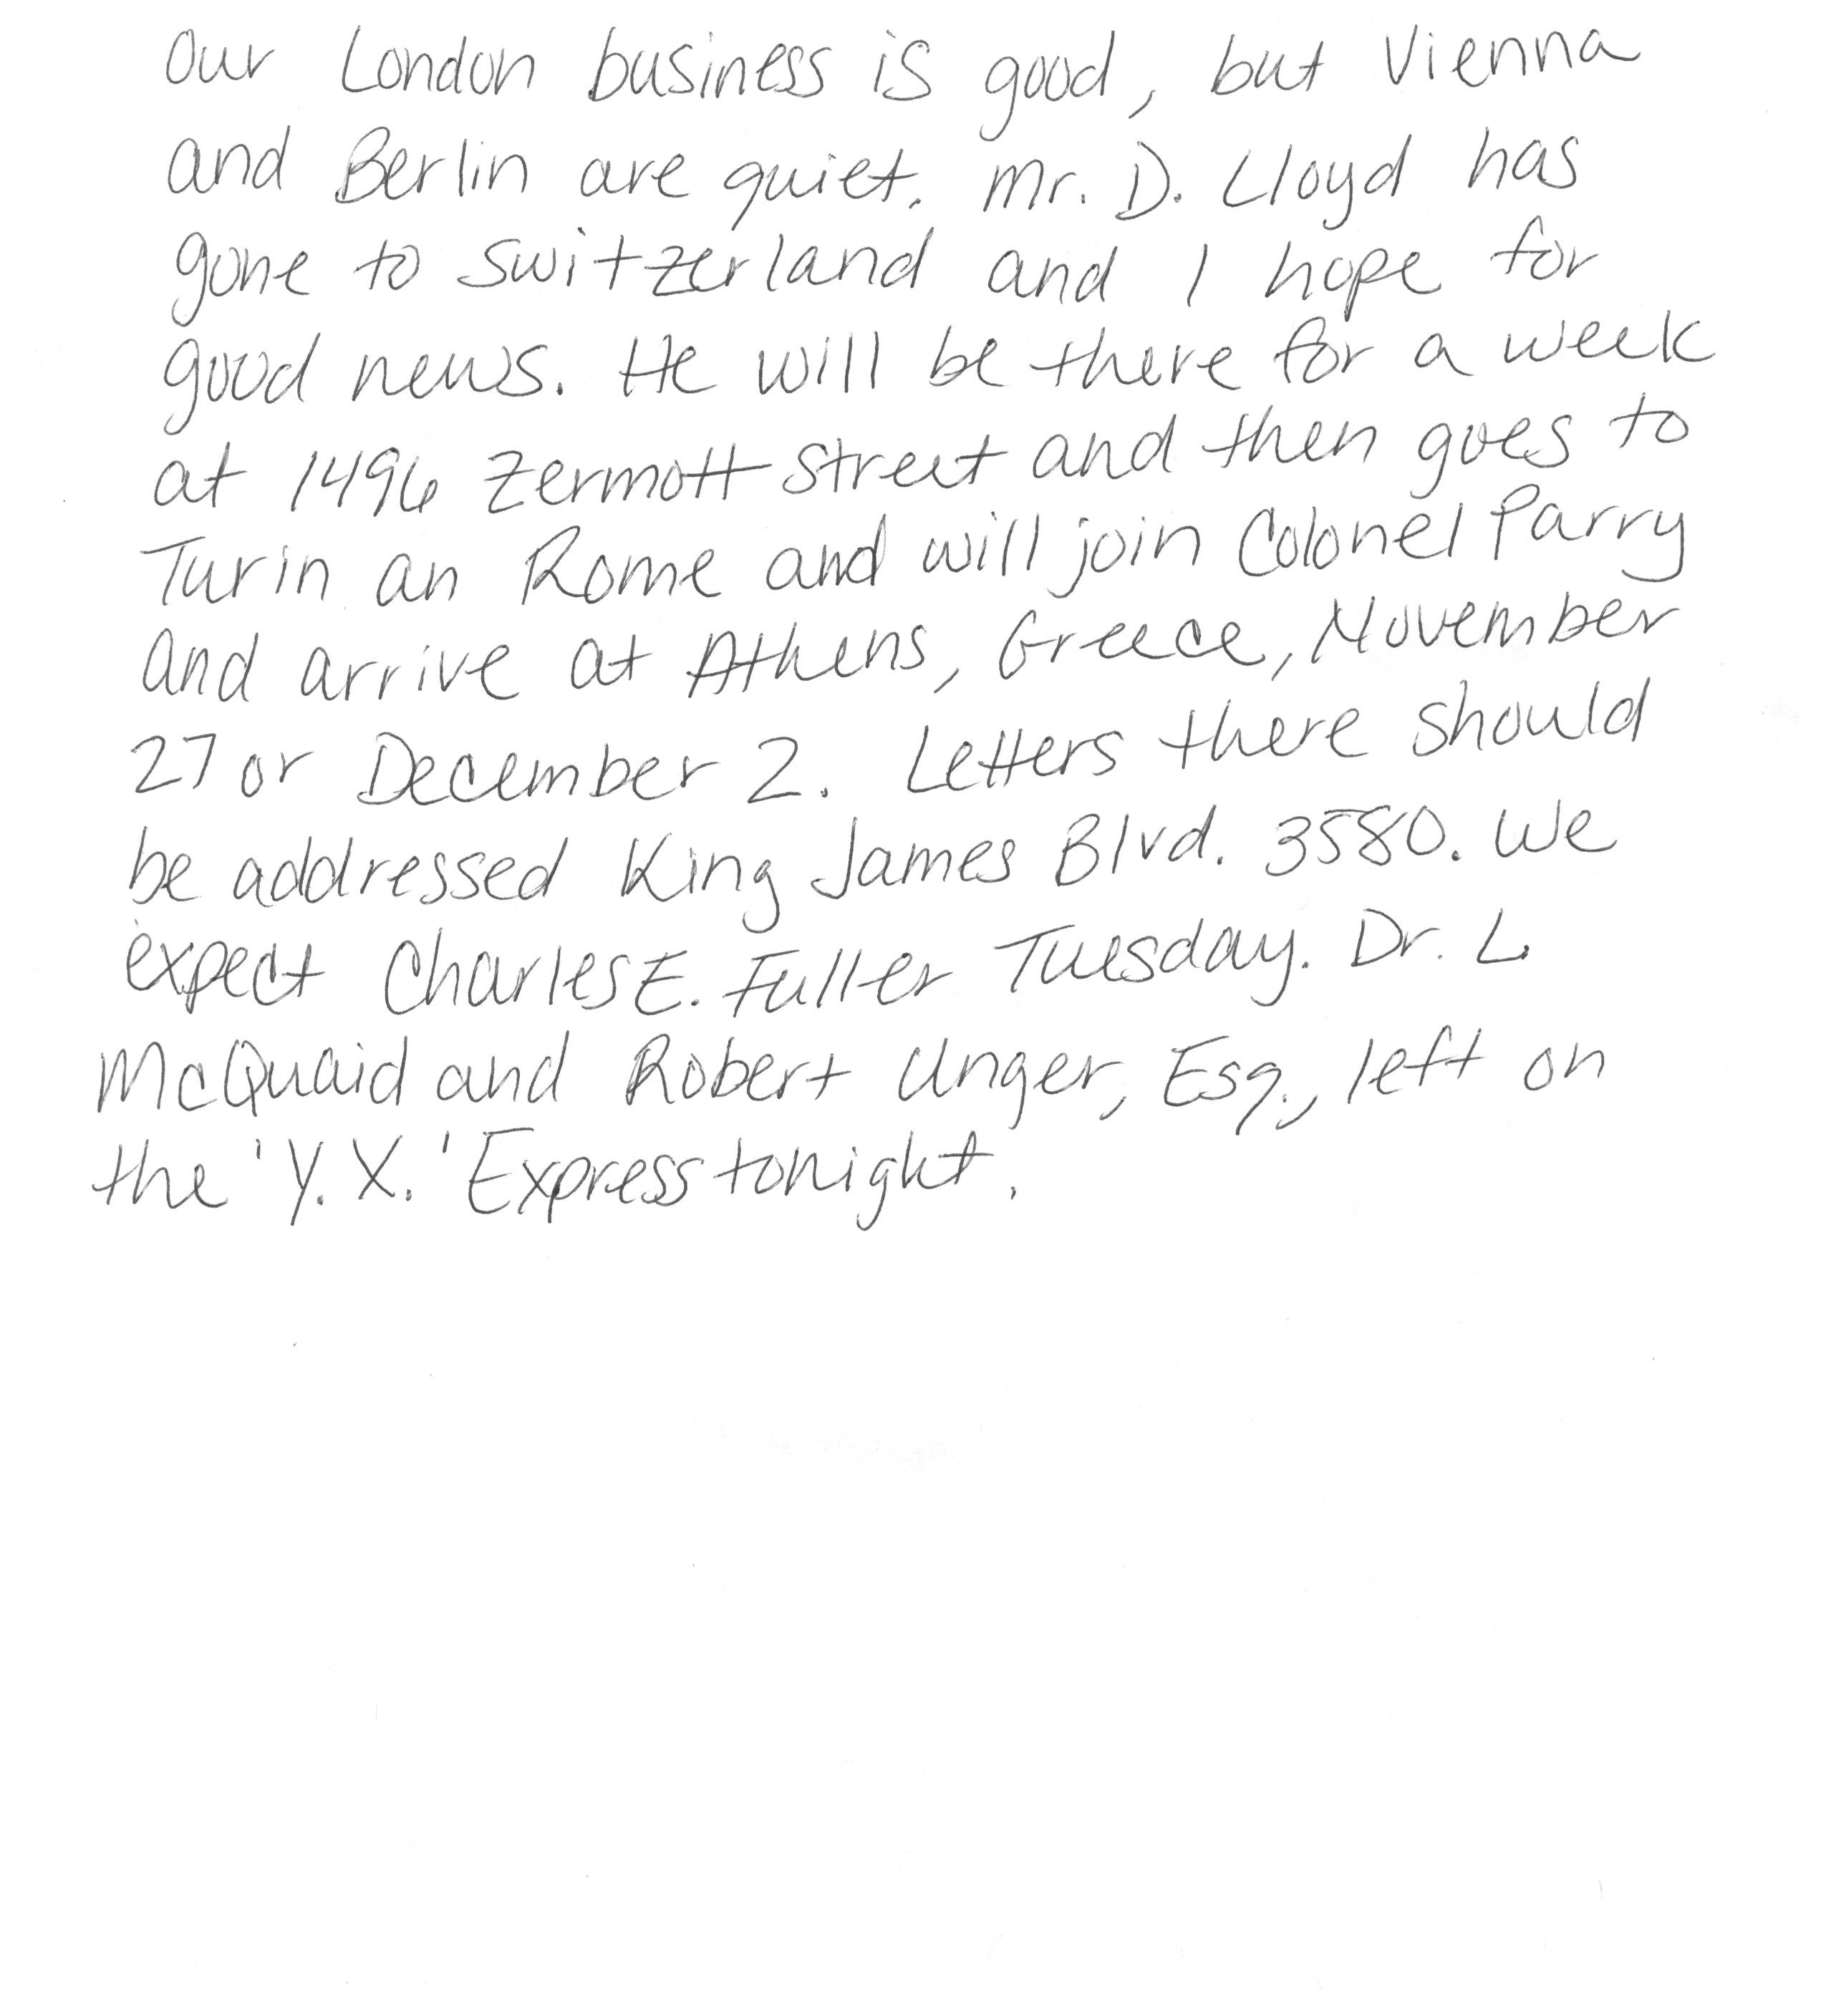 Our London business is good, but Vienna
and Berlin are quiet. Mr. D. Lloyd has
gone to Switzerland and I hope for
good news. He will be there for a week
at 1496 Zermott Street and then goes to
Turin an Rome and will join Colonel Parry
and arrive at Athens, Greece, November
27 or December 2. Letters there should
be addressed King James Blvd. 3580. We
expect Charles E. Fuller Tuesday. Dr. L.
McQuaid and Robert Unger, Esq., left on
the 'Y. X.' Express tonight.